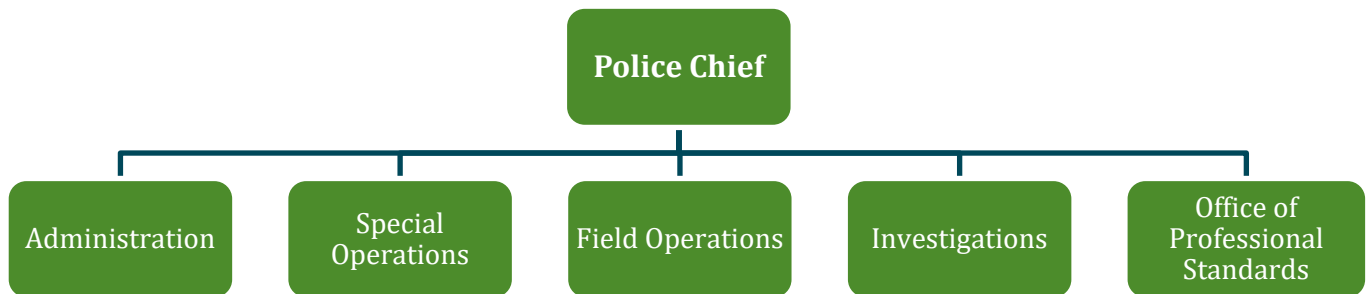 Police Chief
Administration
Special
Operations
Field Operations
Investigations
Office of
Professional
Standards